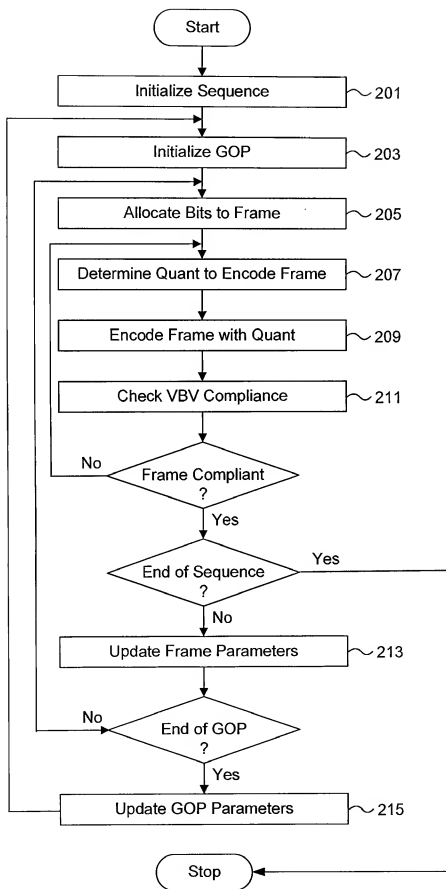 Start
Initialize Sequence 201
Initialize GOP 203
Allocate Bits to Frame 205
Determine Quant to Encode Frame 207
Encode Frame with Quant 209
Check VBV Compliance 211
No
Frame Compliant
?
Yes
End of Sequence
?
Yes
No
Update Frame Parameters 213
No
End of GOP
?
Yes
Update GOP Parameters 215
Stop